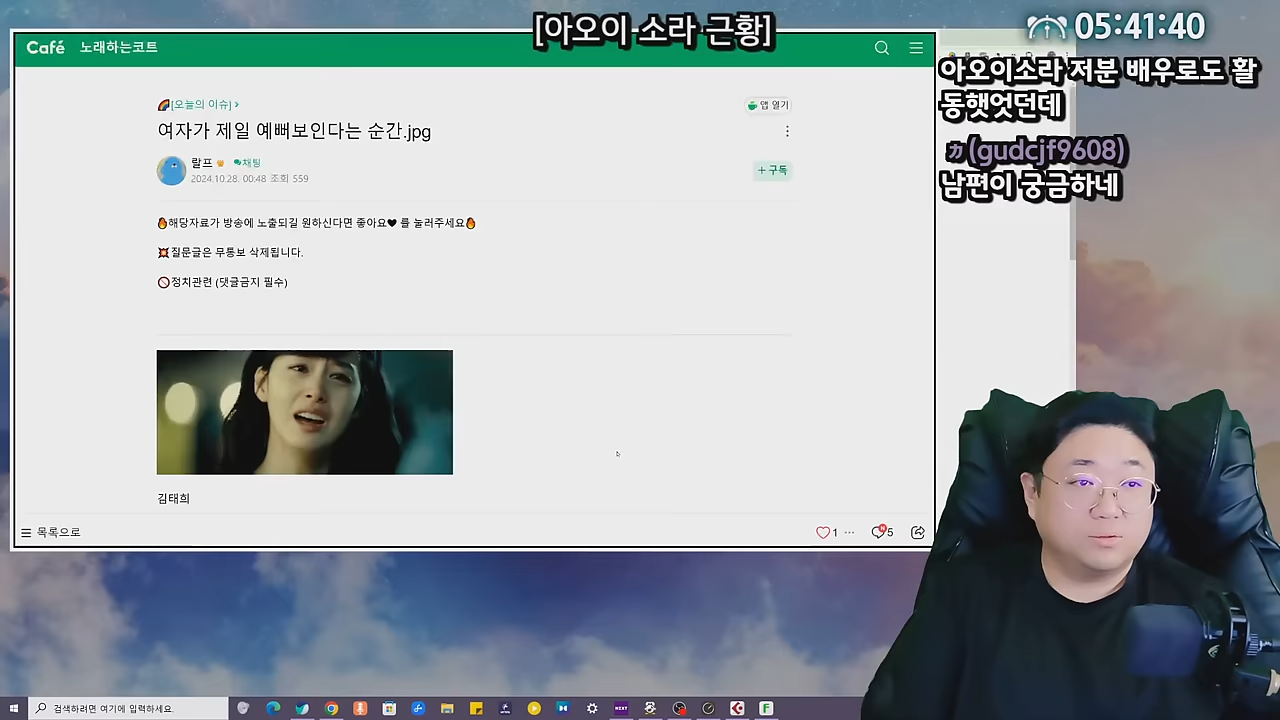 [아오이 소라 근황]
05:41:40
Café 노래하는코트
아오이소라 저분 배우로도 활
동햇엇던데
ㅉ(gudcjf9608)
남편이 궁금하네
[오늘의 이슈] >
앱 열기
여자가 제일 예뻐보인다는 순간.jpg
랄프 채팅
2024.10.28. 00:48 조회 559
+ 구독
해당자료가 방송에 노출되길 원하신다면 좋아요♥ 를 눌러주세요
질문글은 무통보 삭제됩니다.
정치관련 (댓글금지 필수)
김태희
목록으로
1
5
검색하려면 여기에 입력하세요.